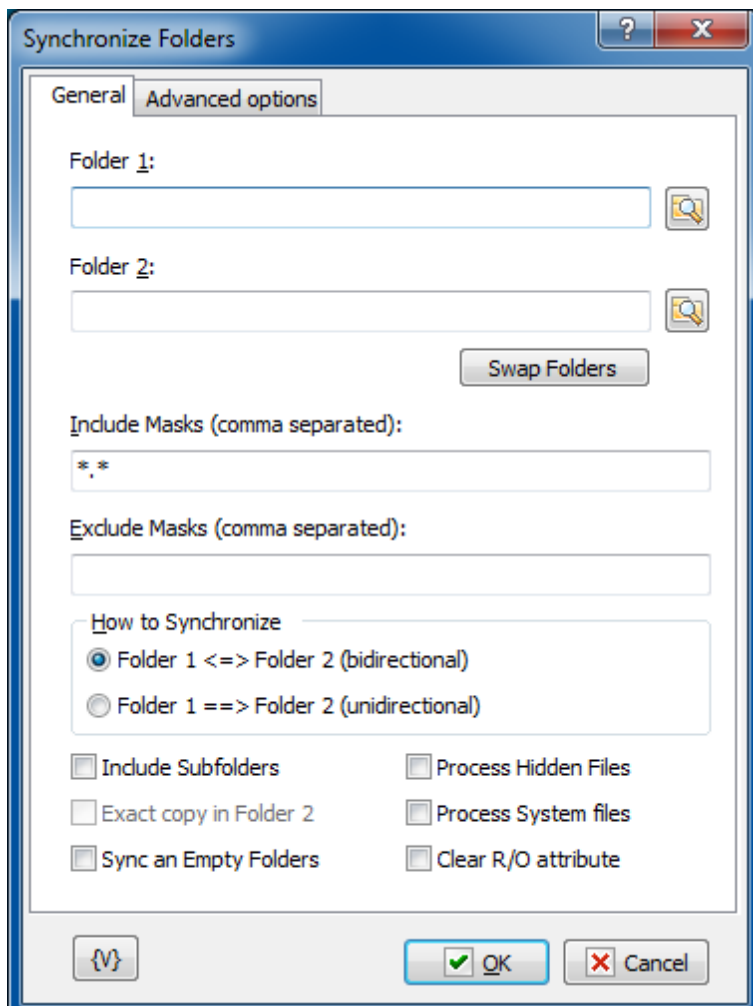 Synchronize Folders
?
General
Advanced options
Folder 1:
Folder 2:
Swap Folders
Include Masks (comma separated):
*.*
Exclude Masks (comma separated):
How to Synchronize
Folder 1 <=> Folder 2 (bidirectional)
Folder 1 ==> Folder 2 (unidirectional)
Include Subfolders
Process Hidden Files
Exact copy in Folder 2
Process System files
Sync an Empty Folders
Clear R/O attribute
{V}
OK
Cancel